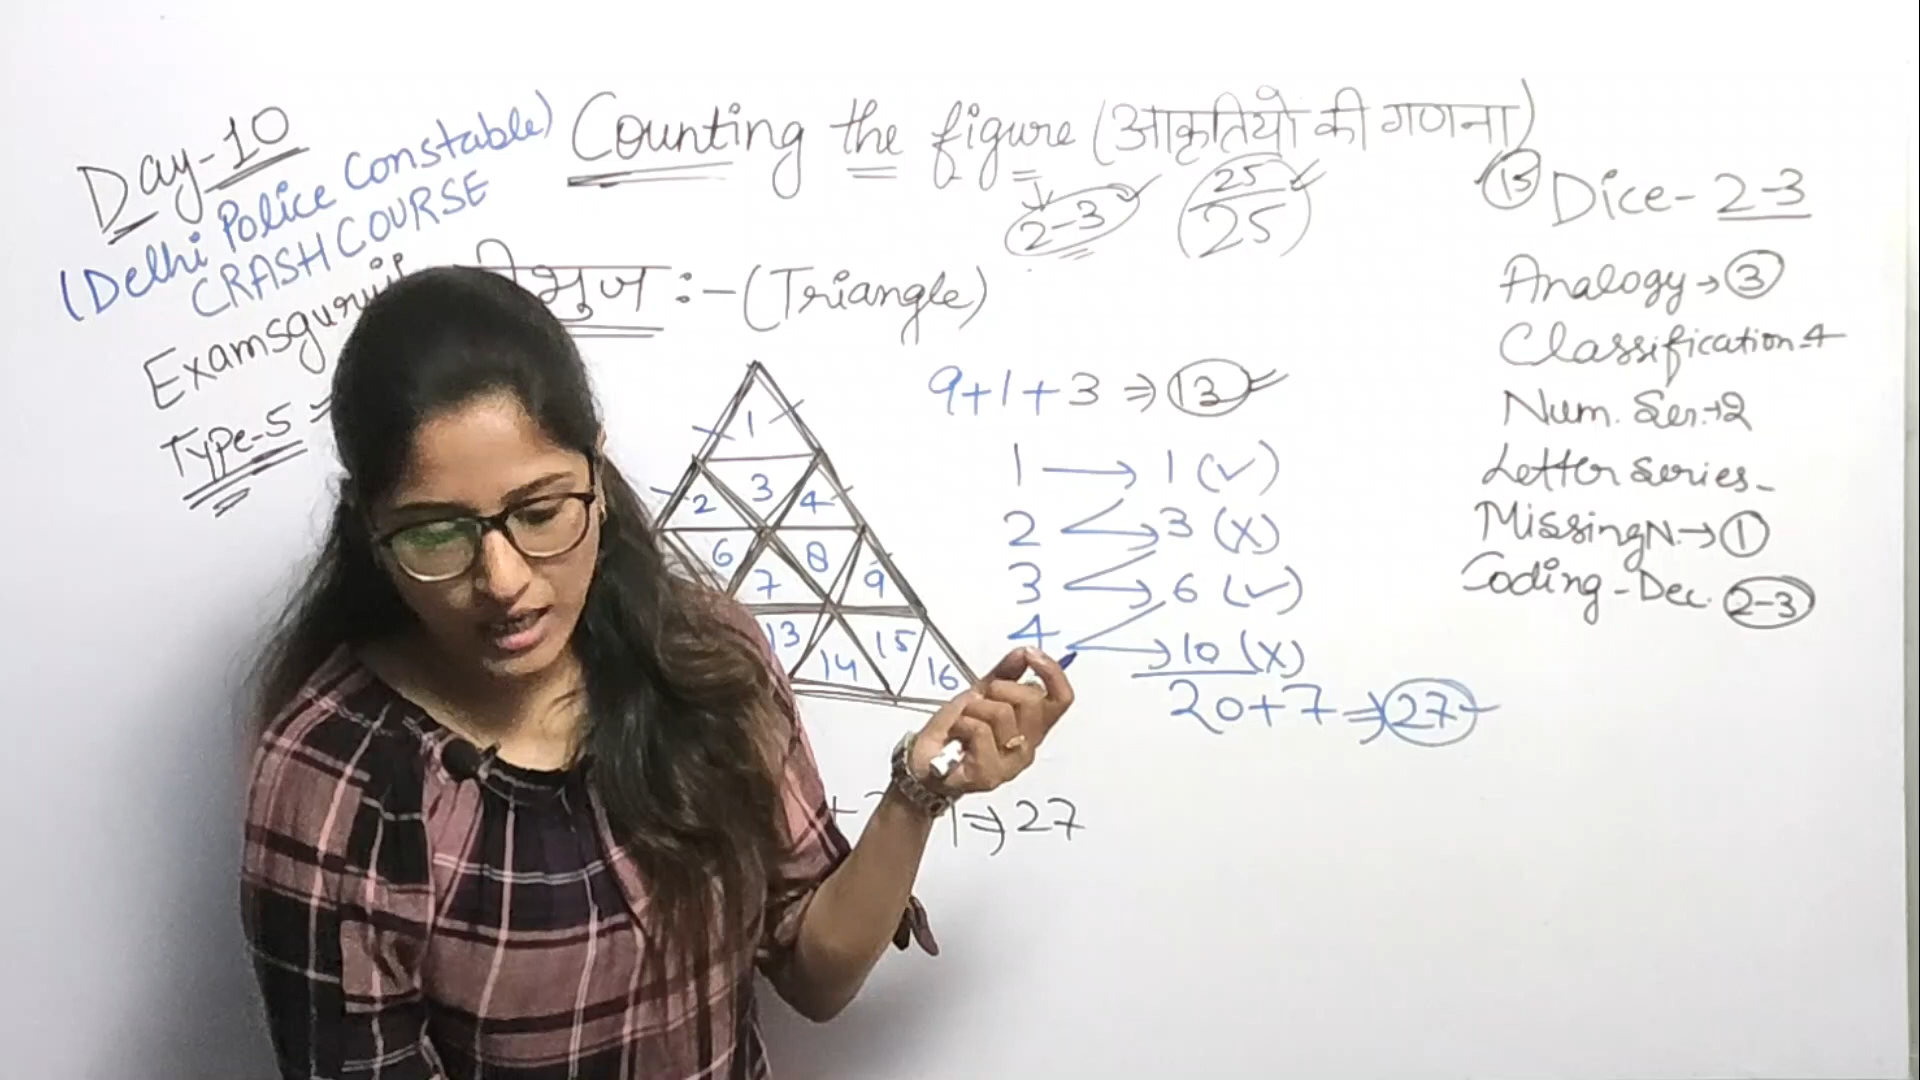 Day-10
(Delhi Police Constable)
CRASH COURSE
Counting the figure (आकृतियो की गणना)
2-3
25/25
15
Dice - 2-3
Analogy → 3
Classification - 4
Num. Ser. → 2
Letter Series -
Missing N. → 1
Coding - Dec. 2-3
Examsguruji
:- (Triangle)
Type-5 ⇒
1
2 3 4
6 7 8 9
13 14 15 16
9+1+3 ⇒ 13
1 → 1 (✓)
2 → 3 (X)
3 → 6 (✓)
4 → 10 (X)
20+7 ⇒ 27
⇒ 27